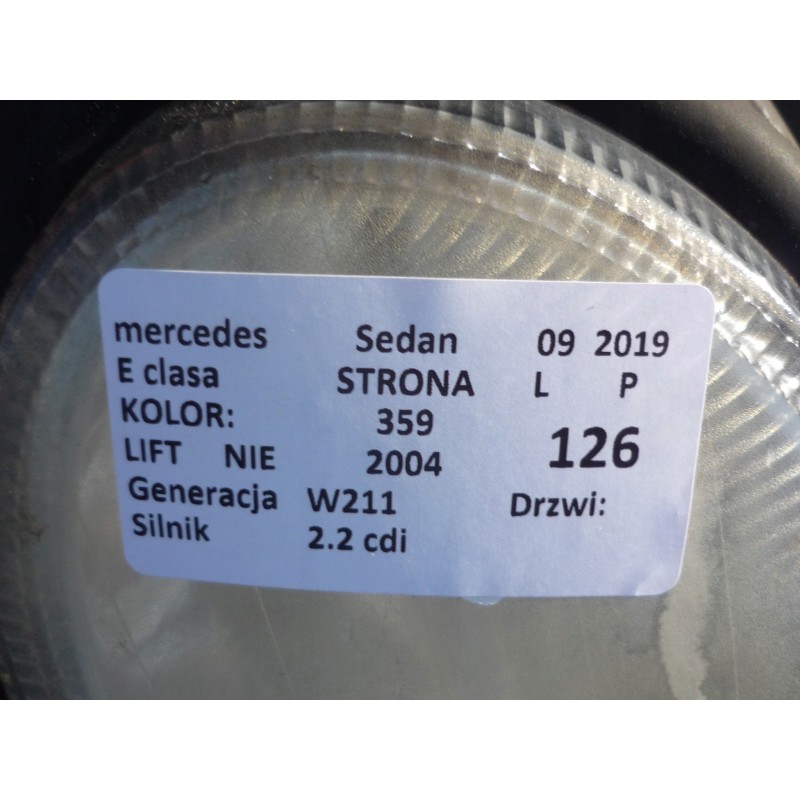 mercedes Sedan 09 2019
E clasa STRONA L P
KOLOR: 359
LIFT NIE 2004 126
Generacja W211 Drzwi:
Silnik 2.2 cdi